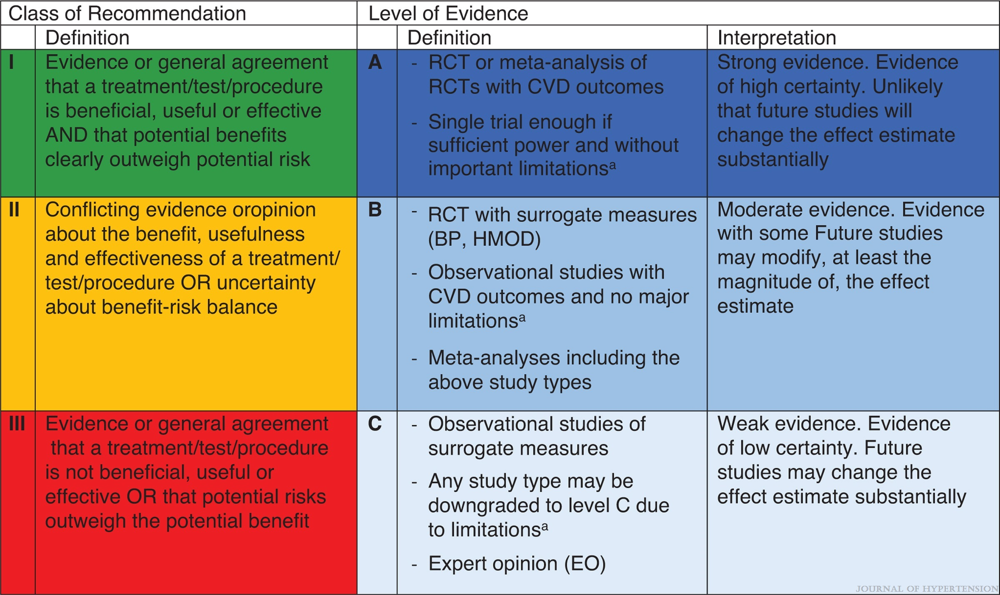 Class of Recommendation
Level of Evidence
Definition
Definition
Interpretation
I
Evidence or general agreement
that a treatment/test/procedure
is beneficial, useful or effective
AND that potential benefits
clearly outweigh potential risk
A
- RCT or meta-analysis of
RCTs with CVD outcomes
- Single trial enough if
sufficient power and without
important limitationsᵃ
Strong evidence. Evidence
of high certainty. Unlikely
that future studies will
change the effect estimate
substantially
II
Conflicting evidence oropinion
about the benefit, usefulness
and effectiveness of a treatment/
test/procedure OR uncertainty
about benefit-risk balance
B
- RCT with surrogate measures
(BP, HMOD)
- Observational studies with
CVD outcomes and no major
limitationsᵃ
- Meta-analyses including the
above study types
Moderate evidence. Evidence
with some Future studies
may modify, at least the
magnitude of, the effect
estimate
III
Evidence or general agreement
that a treatment/test/procedure
is not beneficial, useful or
effective OR that potential risks
outweigh the potential benefit
C
- Observational studies of
surrogate measures
- Any study type may be
downgraded to level C due
to limitationsᵃ
- Expert opinion (EO)
Weak evidence. Evidence
of low certainty. Future
studies may change the
effect estimate substantially
JOURNAL OF HYPERTENSION